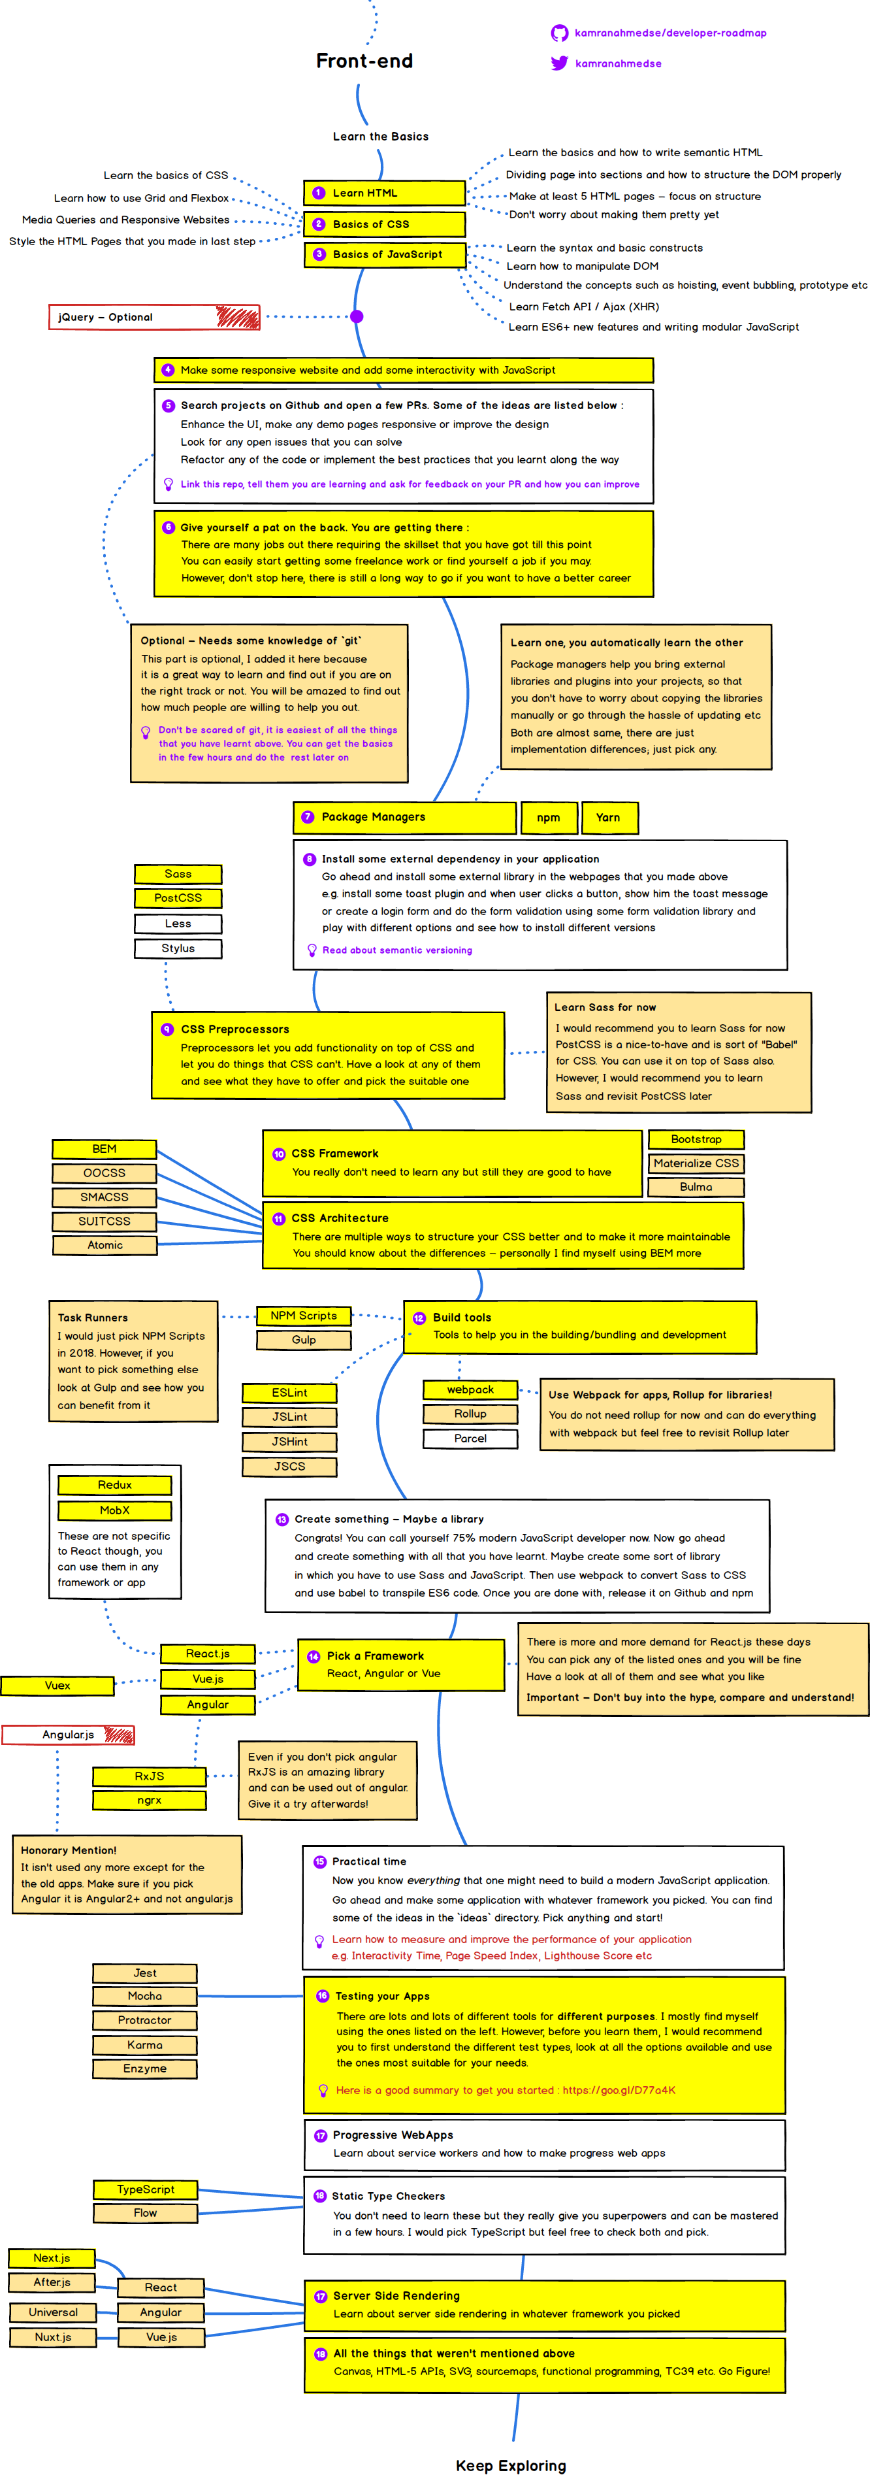 kamranahmedse/developer-roadmap
Front-end
kamranahmedse
Learn the Basics
Learn the basics and how to write semantic HTML
Dividing page into sections and how to structure the DOM properly
Make at least 5 HTML pages – focus on structure
Don't worry about making them pretty yet
1 Learn HTML
Learn the basics of CSS
Learn how to use Grid and Flexbox
Media Queries and Responsive Websites
Style the HTML Pages that you made in last step
2 Basics of CSS
3 Basics of JavaScript
Learn the syntax and basic constructs
Learn how to manipulate DOM
Understand the concepts such as hoisting, event bubbling, prototype etc
Learn Fetch API / Ajax (XHR)
Learn ES6+ new features and writing modular JavaScript
jQuery – Optional
4 Make some responsive website and add some interactivity with JavaScript
5 Search projects on Github and open a few PRs. Some of the ideas are listed below :
Enhance the UI, make any demo pages responsive or improve the design
Look for any open issues that you can solve
Refactor any of the code or implement the best practices that you learnt along the way
Link this repo, tell them you are learning and ask for feedback on your PR and how you can improve
6 Give yourself a pat on the back. You are getting there :
There are many jobs out there requiring the skillset that you have got till this point
You can easily start getting some freelance work or find yourself a job if you may.
However, don't stop here, there is still a long way to go if you want to have a better career
Optional – Needs some knowledge of `git`
This part is optional, I added it here because
it is a great way to learn and find out if you are on
the right track or not. You will be amazed to find out
how much people are willing to help you out.
Don't be scared of git, it is easiest of all the things
that you have learnt above. You can get the basics
in the few hours and do the rest later on
Learn one, you automatically learn the other
Package managers help you bring external
libraries and plugins into your projects, so that
you don't have to worry about copying the libraries
manually or go through the hassle of updating etc
Both are almost same, there are just
implementation differences; just pick any.
7 Package Managers
npm
Yarn
8 Install some external dependency in your application
Go ahead and install some external library in the webpages that you made above
e.g. install some toast plugin and when user clicks a button, show him the toast message
or create a login form and do the form validation using some form validation library and
play with different options and see how to install different versions
Read about semantic versioning
Sass
PostCSS
Less
Stylus
9 CSS Preprocessors
Preprocessors let you add functionality on top of CSS and
let you do things that CSS can't. Have a look at any of them
and see what they have to offer and pick the suitable one
Learn Sass for now
I would recommend you to learn Sass for now
PostCSS is a nice-to-have and is sort of "Babel"
for CSS. You can use it on top of Sass also.
However, I would recommend you to learn
Sass and revisit PostCSS later
10 CSS Framework
You really don't need to learn any but still they are good to have
Bootstrap
Materialize CSS
Bulma
BEM
OOCSS
SMACSS
SUITCSS
Atomic
11 CSS Architecture
There are multiple ways to structure your CSS better and to make it more maintainable
You should know about the differences – personally I find myself using BEM more
12 Build tools
Tools to help you in the building/bundling and development
Task Runners
I would just pick NPM Scripts
in 2018. However, if you
want to pick something else
look at Gulp and see how you
can benefit from it
NPM Scripts
Gulp
ESLint
JSLint
JSHint
JSCS
webpack
Rollup
Parcel
Use Webpack for apps, Rollup for libraries!
You do not need rollup for now and can do everything
with webpack but feel free to revisit Rollup later
Redux
MobX
These are not specific
to React though, you
can use them in any
framework or app
13 Create something – Maybe a library
Congrats! You can call yourself 75% modern JavaScript developer now. Now go ahead
and create something with all that you have learnt. Maybe create some sort of library
in which you have to use Sass and JavaScript. Then use webpack to convert Sass to CSS
and use babel to transpile ES6 code. Once you are done with, release it on Github and npm
14 Pick a Framework
React, Angular or Vue
There is more and more demand for React.js these days
You can pick any of the listed ones and you will be fine
Have a look at all of them and see what you like
Important – Don't buy into the hype, compare and understand!
React.js
Vue.js
Angular
Vuex
Angular.js
RxJS
ngrx
Even if you don't pick angular
RxJS is an amazing library
and can be used out of angular.
Give it a try afterwards!
Honorary Mention!
It isn't used any more except for the
the old apps. Make sure if you pick
Angular it is Angular2+ and not angular.js
15 Practical time
Now you know everything that one might need to build a modern JavaScript application.
Go ahead and make some application with whatever framework you picked. You can find
some of the ideas in the `ideas` directory. Pick anything and start!
Learn how to measure and improve the performance of your application
e.g. Interactivity Time, Page Speed Index, Lighthouse Score etc
Jest
Mocha
Protractor
Karma
Enzyme
16 Testing your Apps
There are lots and lots of different tools for different purposes. I mostly find myself
using the ones listed on the left. However, before you learn them, I would recommend
you to first understand the different test types, look at all the options available and use
the ones most suitable for your needs.
Here is a good summary to get you started : https://goo.gl/D77a4K
17 Progressive WebApps
Learn about service workers and how to make progress web apps
TypeScript
Flow
18 Static Type Checkers
You don't need to learn these but they really give you superpowers and can be mastered
in a few hours. I would pick TypeScript but feel free to check both and pick.
Next.js
After.js
Universal
Nuxt.js
React
Angular
Vue.js
17 Server Side Rendering
Learn about server side rendering in whatever framework you picked
18 All the things that weren't mentioned above
Canvas, HTML-5 APIs, SVG, sourcemaps, functional programming, TC39 etc. Go Figure!
Keep Exploring